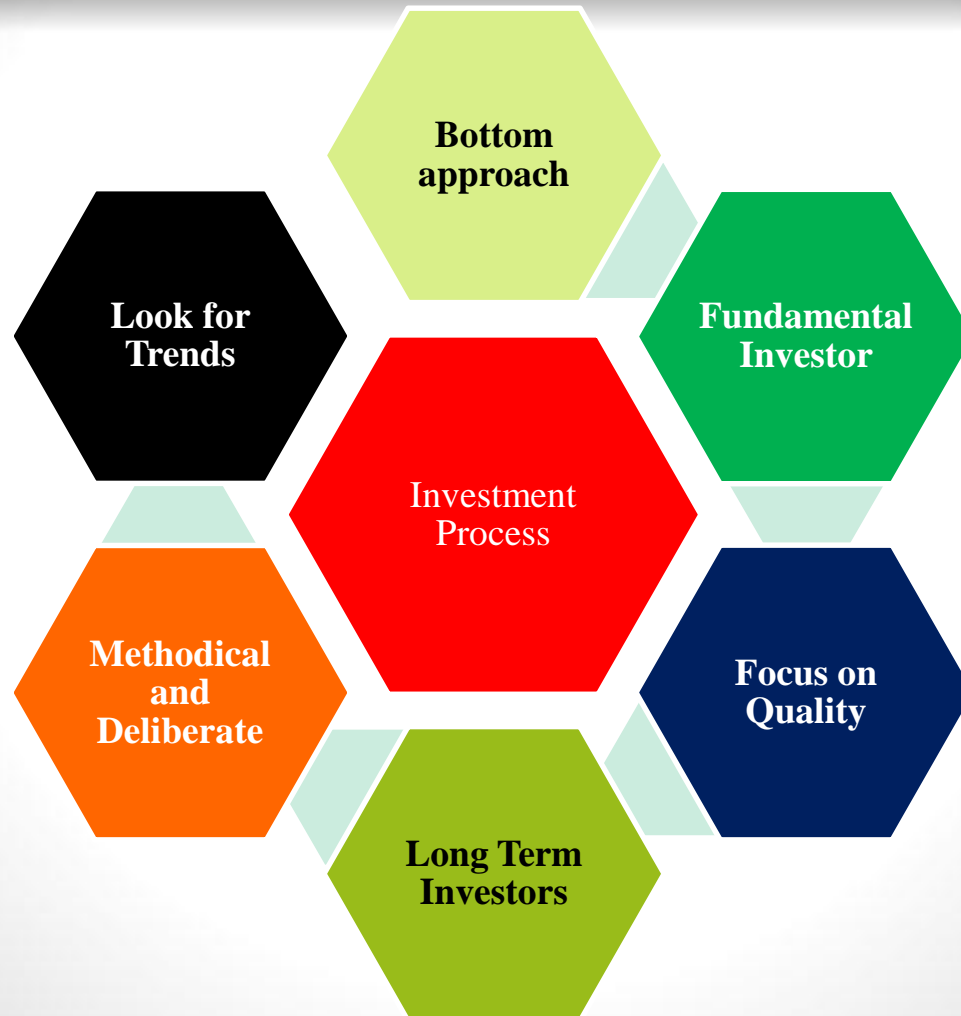 Bottom
approach
Look for
Trends
Fundamental
Investor
Investment
Process
Methodical
and
Deliberate
Focus on
Quality
Long Term
Investors